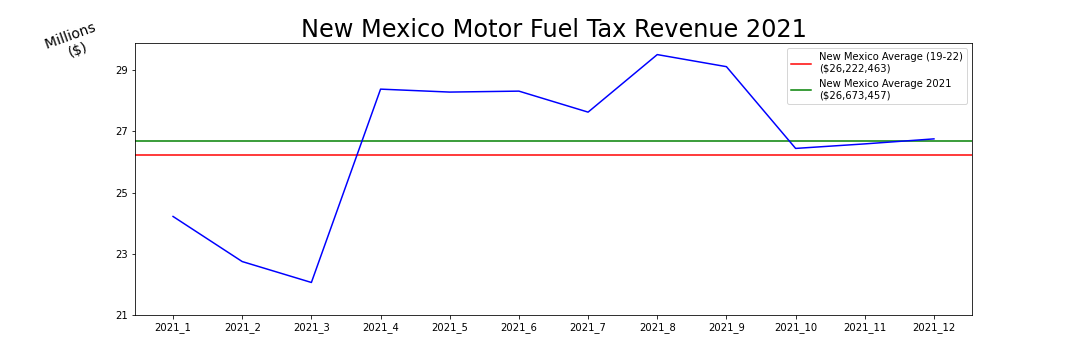 New Mexico Motor Fuel Tax Revenue 2021
Millions
($)
New Mexico Average (19-22)
($26,222,463)
New Mexico Average 2021
($26,673,457)
29
27
25
23
21
2021_1 2021_2 2021_3 2021_4 2021_5 2021_6 2021_7 2021_8 2021_9 2021_10 2021_11 2021_12